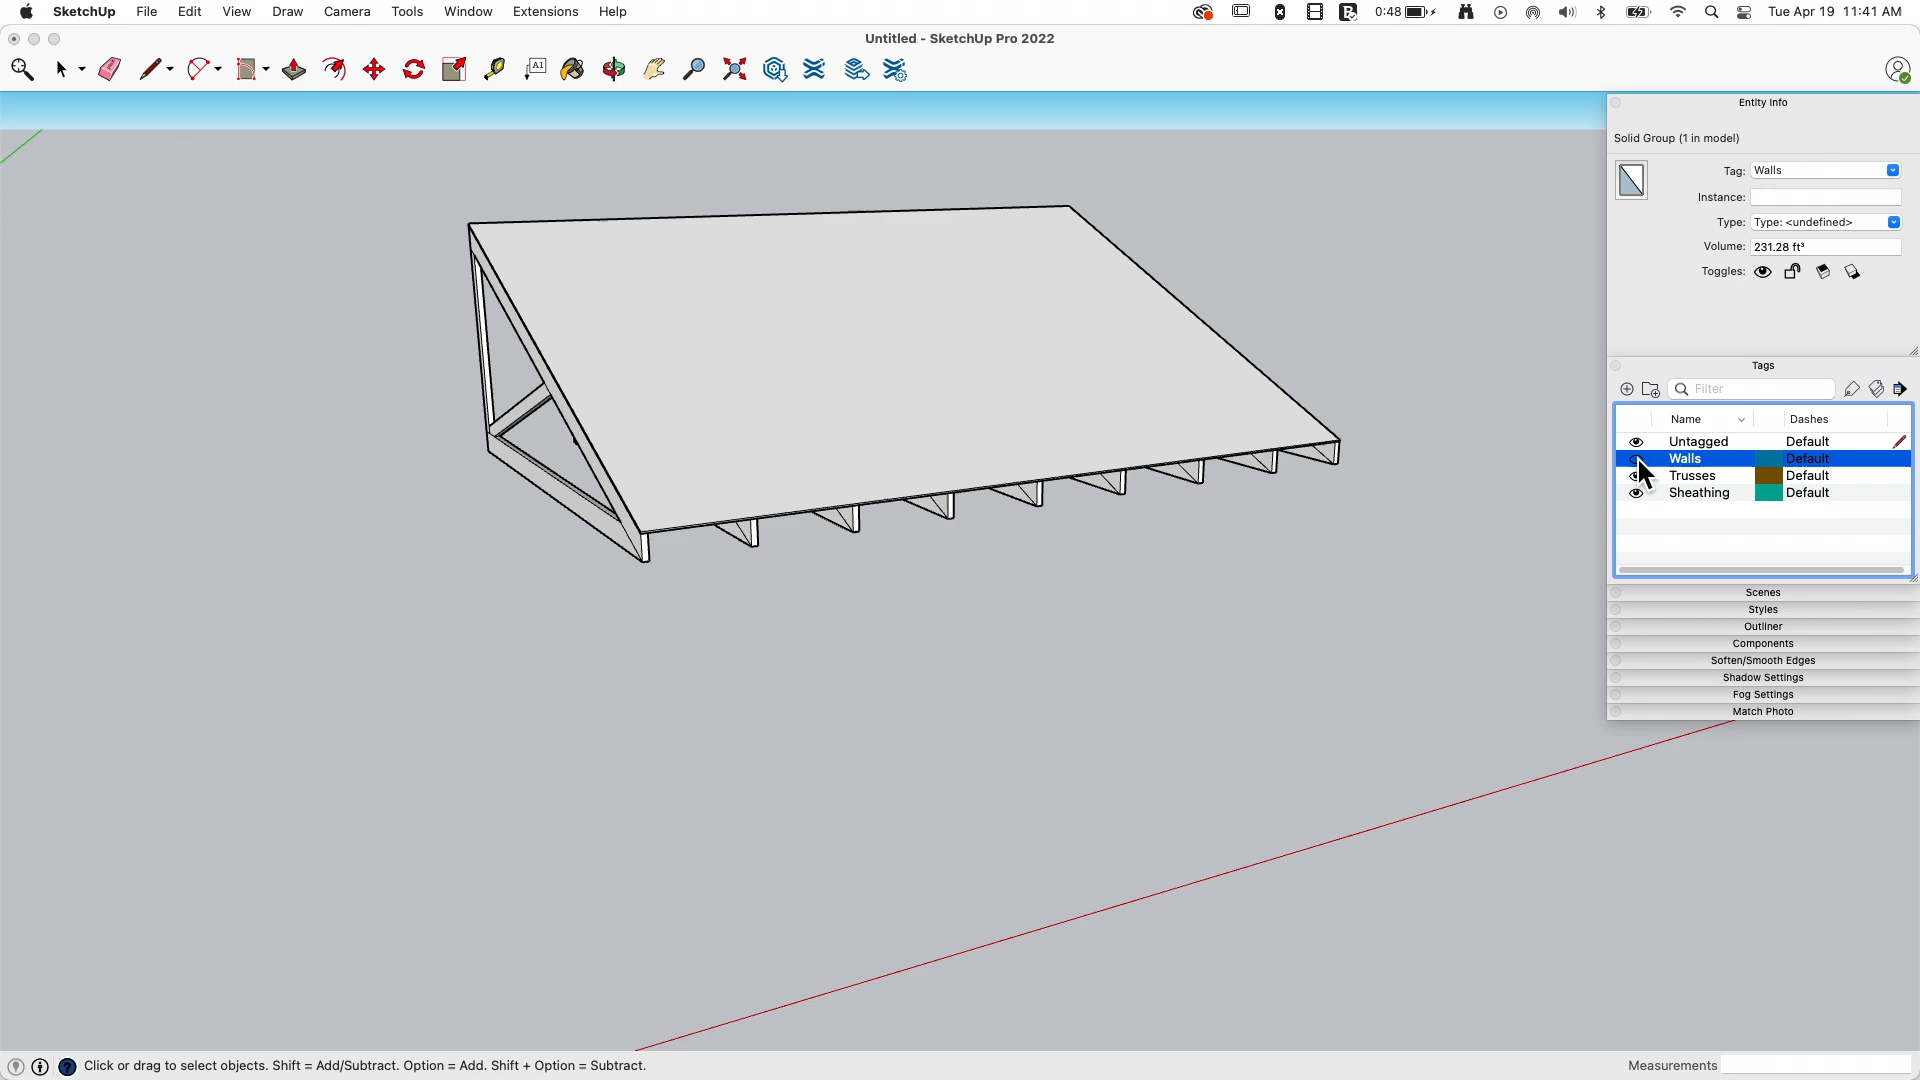 SketchUp File Edit View Draw Camera Tools Window Extensions Help 0:48 Tue Apr 19 11:41 AM
Untitled - SketchUp Pro 2022
A1
Entity Info
Solid Group (1 in model)
Tag: Walls
Instance:
Type: Type: <undefined>
Volume: 231.28 ft³
Toggles:
Tags
Filter
Name Dashes
Untagged Default
Walls Default
Trusses Default
Sheathing Default
Scenes
Styles
Outliner
Components
Soften/Smooth Edges
Shadow Settings
Fog Settings
Match Photo
Click or drag to select objects. Shift = Add/Subtract. Option = Add. Shift + Option = Subtract. Measurements